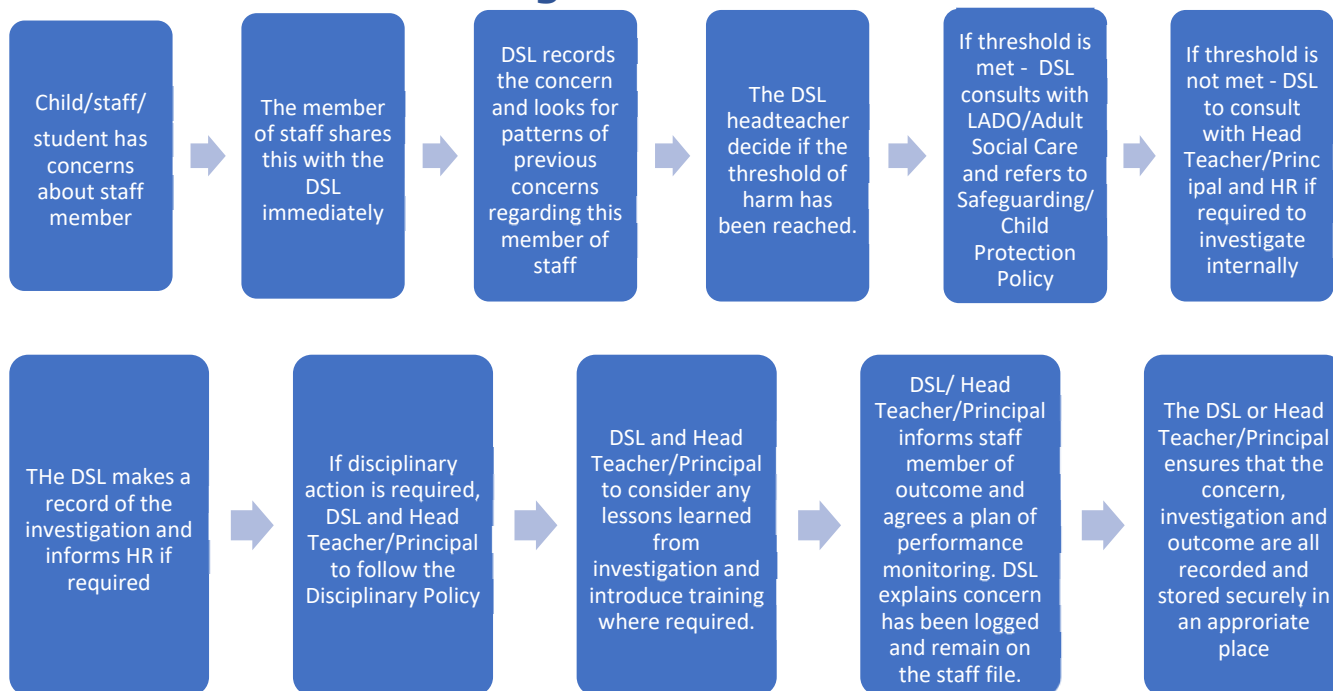 Child/staff/
student has
concerns
about staff
member
The member
of staff shares
this with the
DSL
immediately
DSL records
the concern
and looks for
patterns of
previous
concerns
regarding this
member of
staff
The DSL
headteacher
decide if the
threshold of
harm has
been reached.
If threshold is
met - DSL
consults with
LADO/Adult
Social Care
and refers to
Safeguarding/
Child
Protection
Policy
If threshold is
not met - DSL
to consult
with Head
Teacher/Princ
ipal and HR if
required to
investigate
internally
THe DSL makes a
record of the
investigation and
informs HR if
required
If disciplinary
action is required,
DSL and Head
Teacher/Principal
to follow the
Disciplinary Policy
DSL and Head
Teacher/Principal
to consider any
lessons learned
from
investigation and
introduce training
where required.
DSL/ Head
Teacher/Principal
informs staff
member of
outcome and
agrees a plan of
performance
monitoring. DSL
explains concern
has been logged
and remain on
the staff file.
The DSL or Head
Teacher/Principal
ensures that the
concern,
investigation and
outcome are all
recorded and
stored securely in
an approriate
place